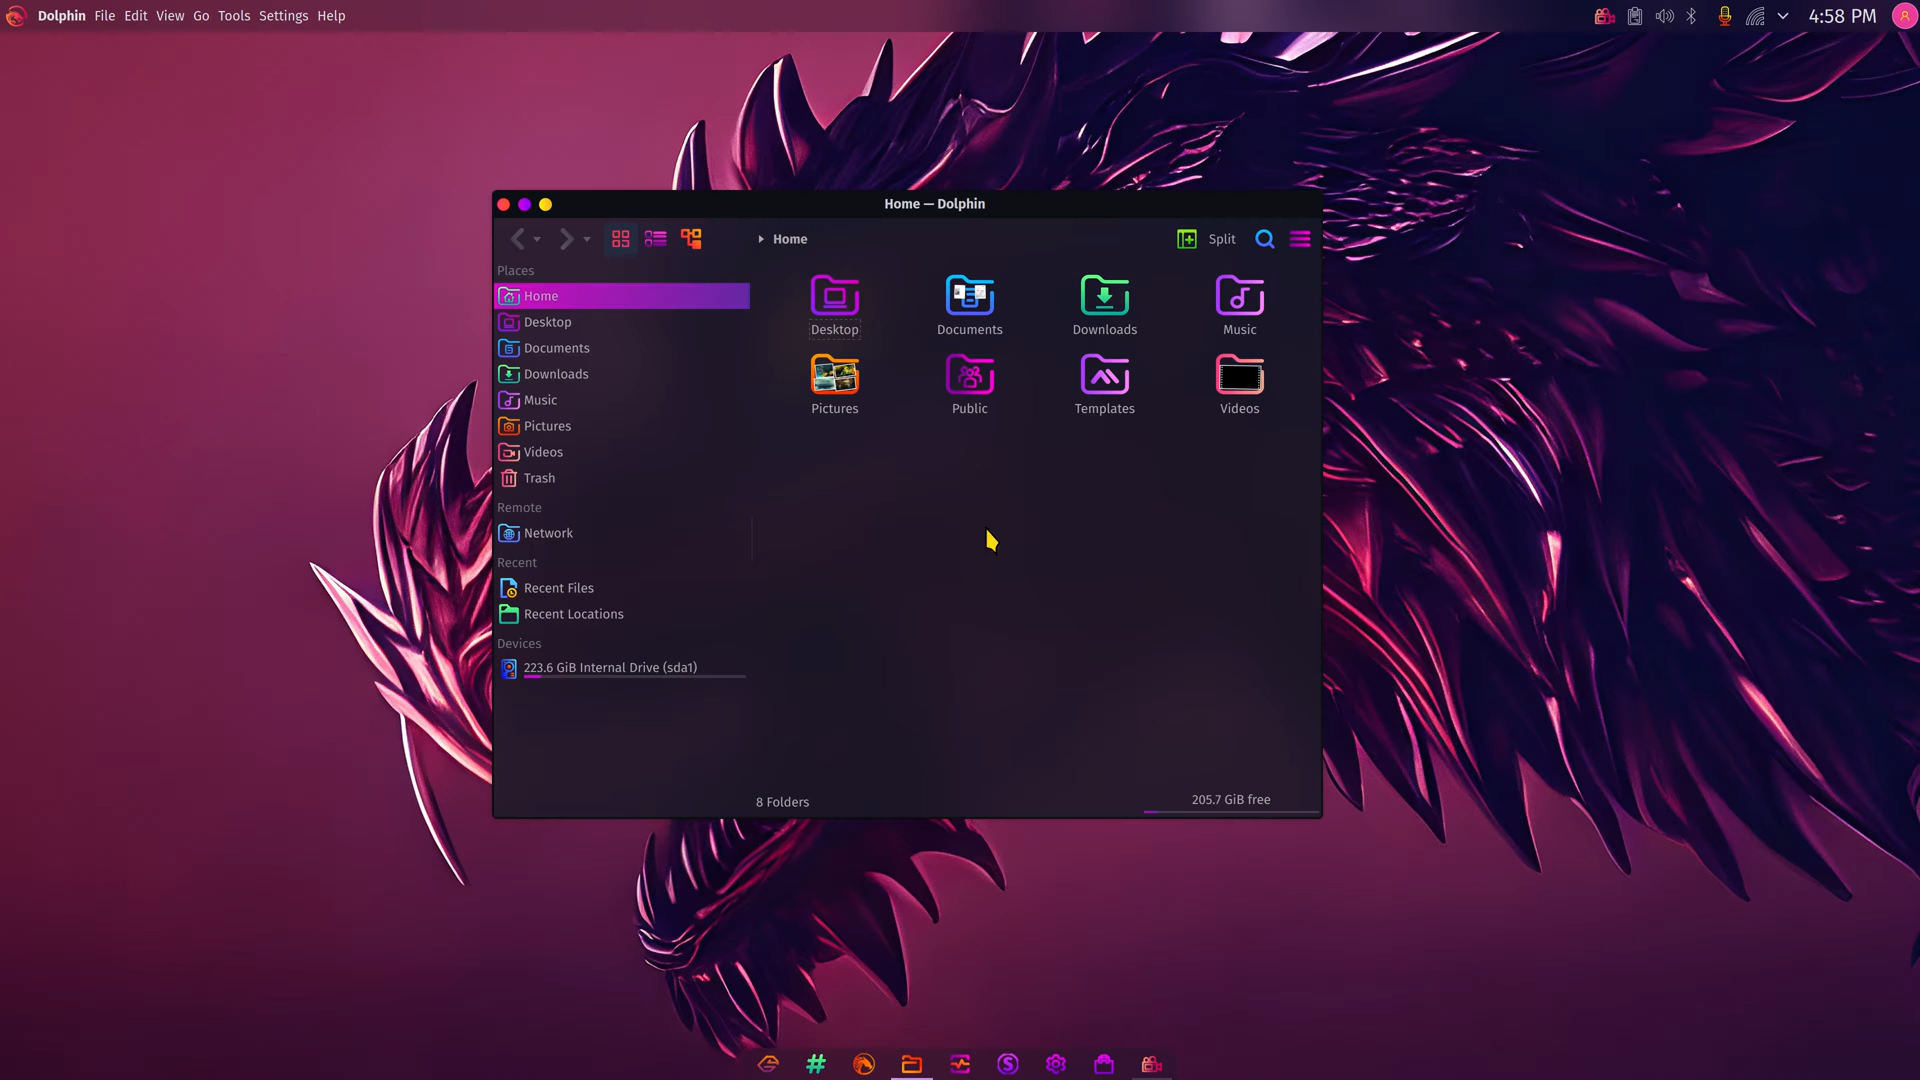 Dolphin File Edit View Go Tools Settings Help
4:58 PM
Home — Dolphin
Home
Split
Places
Home
Desktop
Documents
Downloads
Music
Pictures
Videos
Trash
Remote
Network
Recent
Recent Files
Recent Locations
Devices
223.6 GiB Internal Drive (sda1)
Desktop Documents Downloads Music
Pictures Public Templates Videos
8 Folders
205.7 GiB free